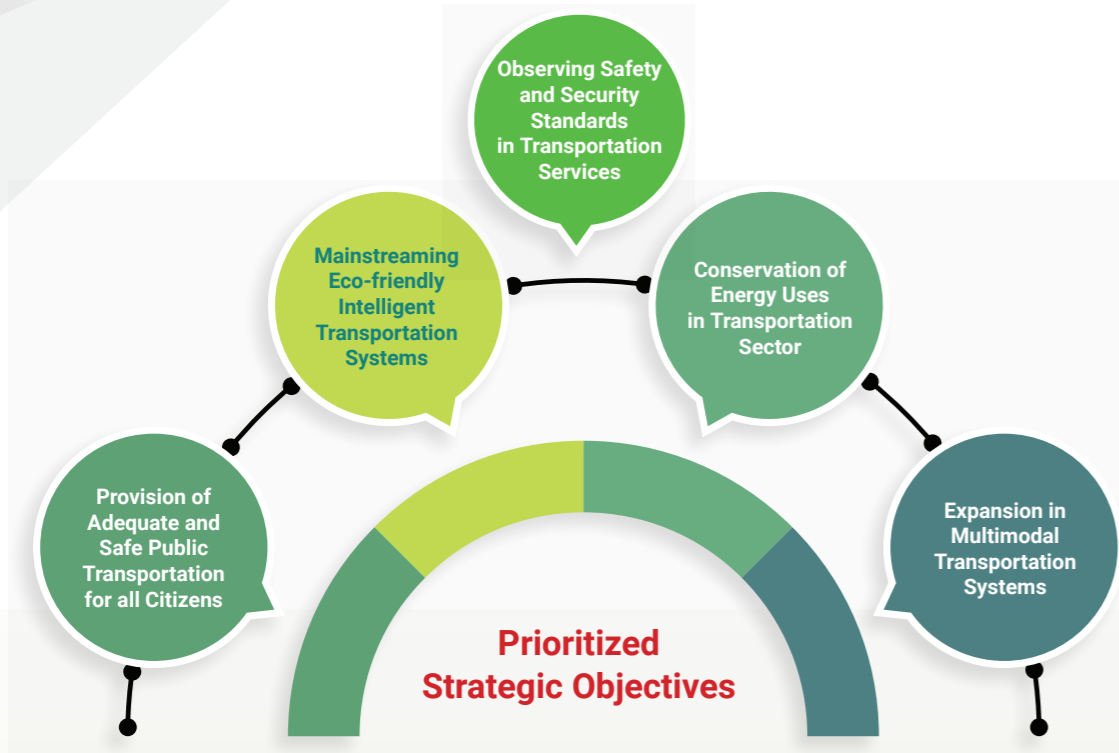 Observing Safety
and Security
Standards
in Transportation
Services
Mainstreaming
Eco-friendly
Intelligent
Transportation
Systems
Conservation of
Energy Uses
in Transportation
Sector
Provision of
Adequate and
Safe Public
Transportation
for all Citizens
Expansion in
Multimodal
Transportation
Systems
Prioritized
Strategic Objectives